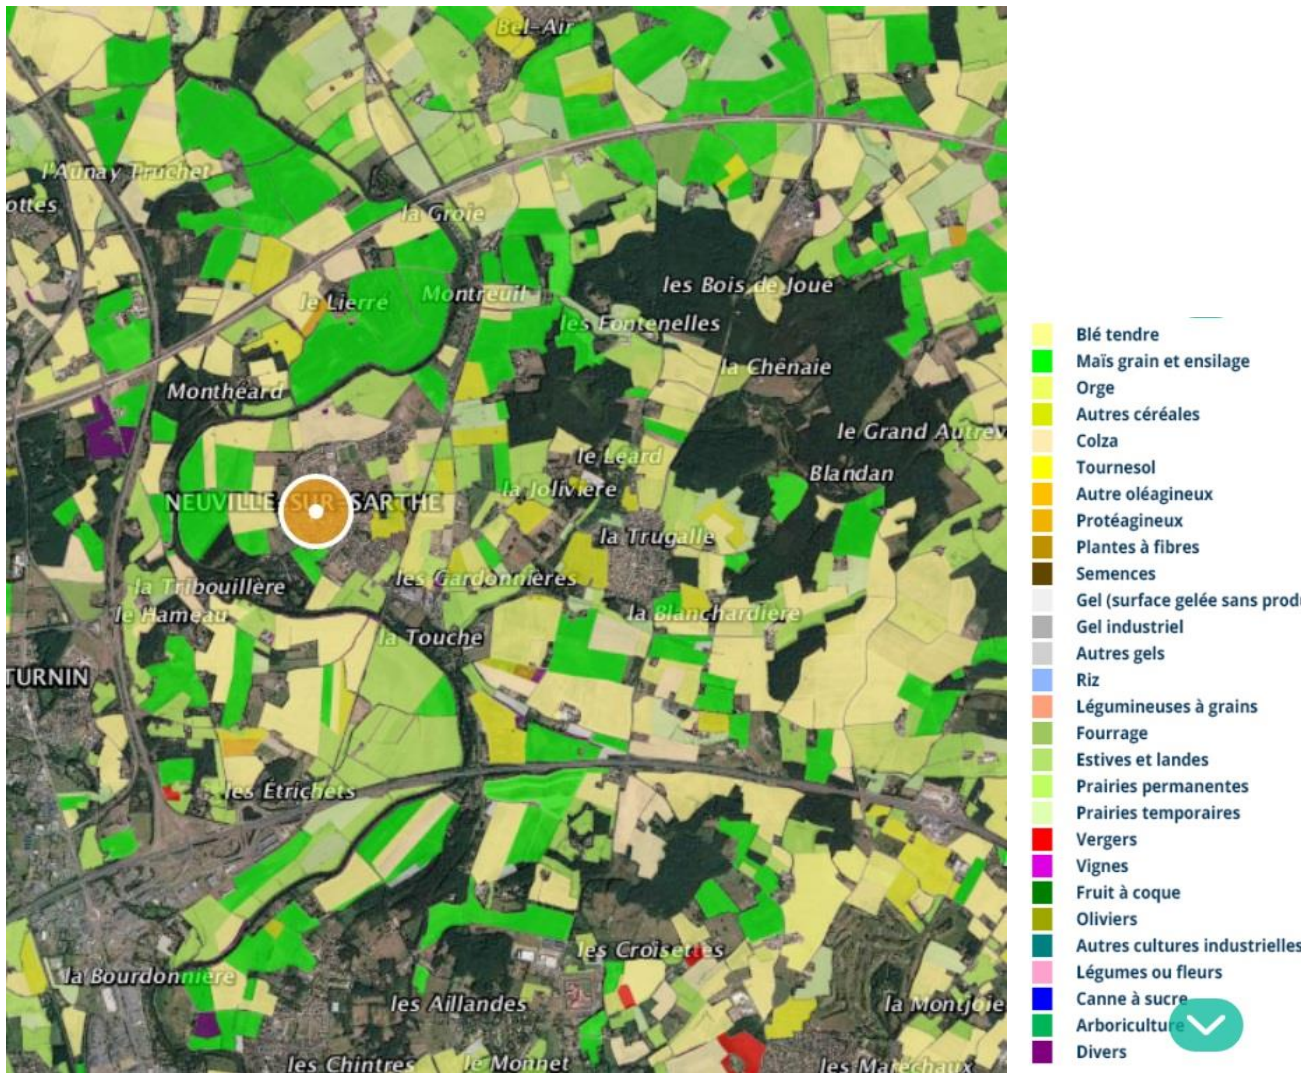 Bel-Air
l'Aunay Truchet
ottes
la Groie
les Bois de Joue
Montreuil
le Lierre
les Fontenelles
la Chênaie
Monthéard
le Grand Autrev
le Léard
Blandan
la Jolivière
NEUVILLE-SUR-SARTHE
la Trugalle
les Gardonnières
la Tribouillère
le Hameau
la Blanchardière
la Touche
TURNIN
les Étrichets
les Croisettes
la Bourdonnière
les Aillandes
la Montjoie
les Chintres
le Monnet
les Maréchaux
Blé tendre
Maïs grain et ensilage
Orge
Autres céréales
Colza
Tournesol
Autre oléagineux
Protéagineux
Plantes à fibres
Semences
Gel (surface gelée sans prod
Gel industriel
Autres gels
Riz
Légumineuses à grains
Fourrage
Estives et landes
Prairies permanentes
Prairies temporaires
Vergers
Vignes
Fruit à coque
Oliviers
Autres cultures industrielles
Légumes ou fleurs
Canne à sucre
Arboriculture
Divers